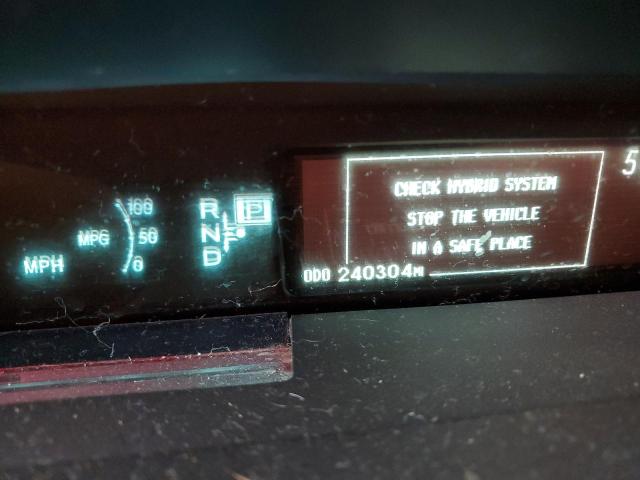 100
MPG 50
MPH 0
R P
N
D
CHECK HYBRID SYSTEM
STOP THE VEHICLE
IN A SAFE PLACE
ODO 240304M
5